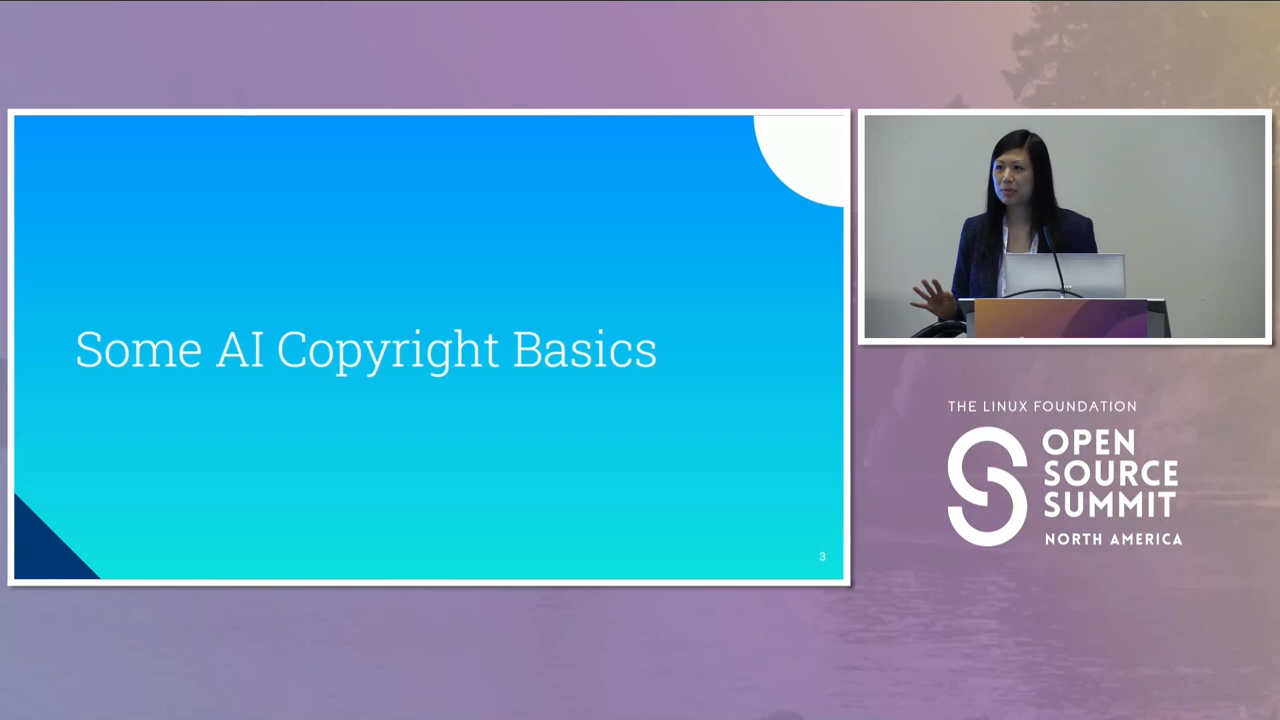 Some AI Copyright Basics
3
THE LINUX FOUNDATION
OPEN
SOURCE
SUMMIT
NORTH AMERICA